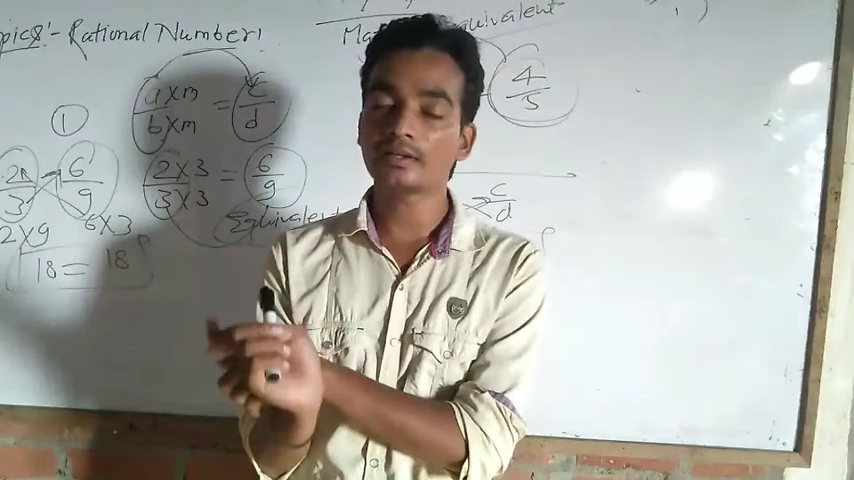 Topics:- Rational Number:
Equivalent
4/5
1
a×m/b×m = c/d
2/3 6/9
2×3/3×3 = 6/9
c/d
2×9 6×3
Equivalent
18 = 18